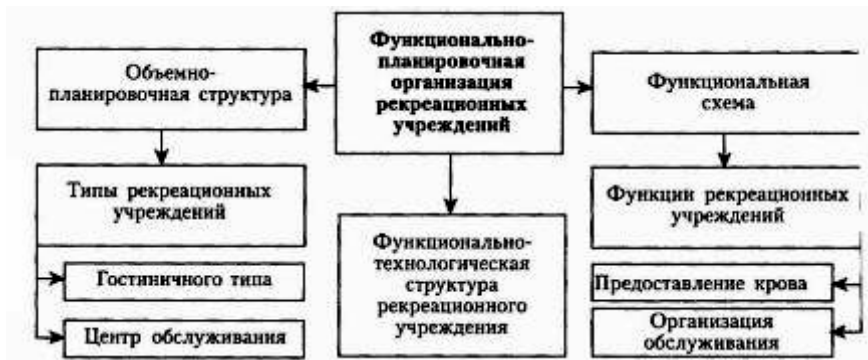 Функционально-
планировочная
организация
рекреационных
учреждений
Объемно-
планировочная структура
Функциональная
схема
Типы рекреационных
учреждений
Функции рекреационных
учреждений
Функционально-
технологическая
структура
рекреационного
учреждения
Гостиничного типа
Предоставление крова
Центр обслуживания
Организация
обслуживания